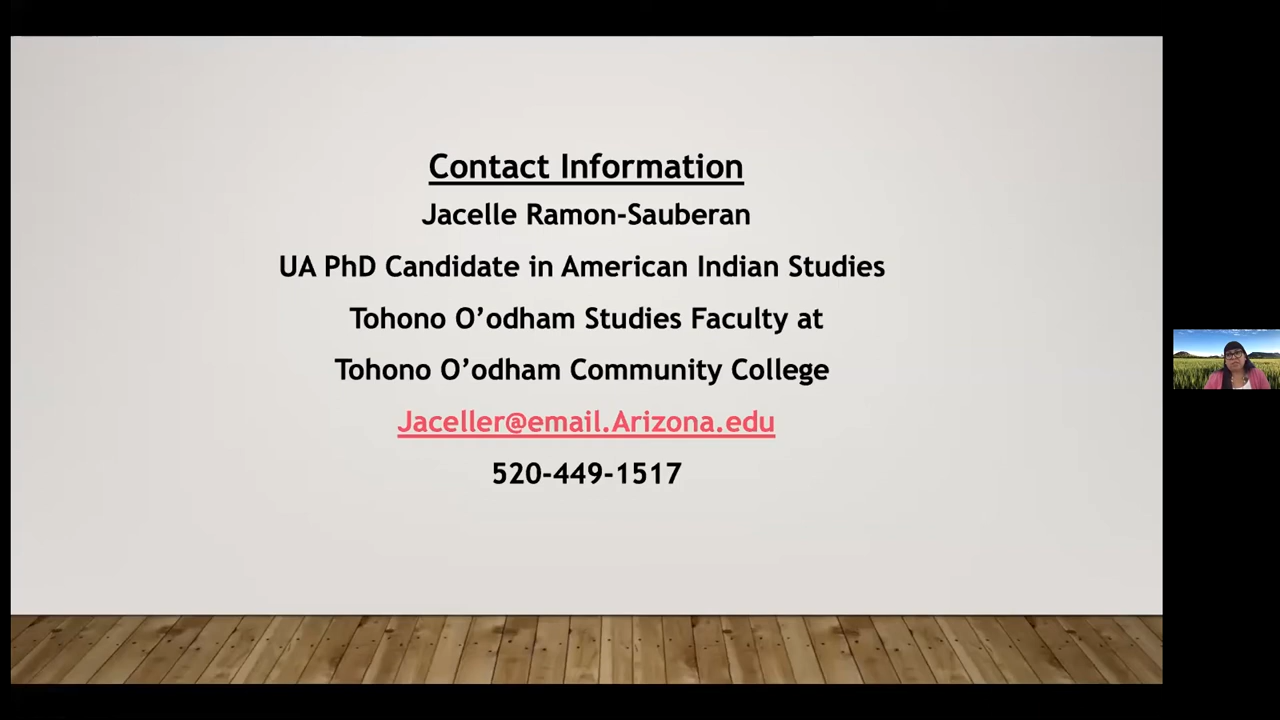 Contact Information
Jacelle Ramon-Sauberan
UA PhD Candidate in American Indian Studies
Tohono O’odham Studies Faculty at
Tohono O’odham Community College
Jaceller@email.Arizona.edu
520-449-1517